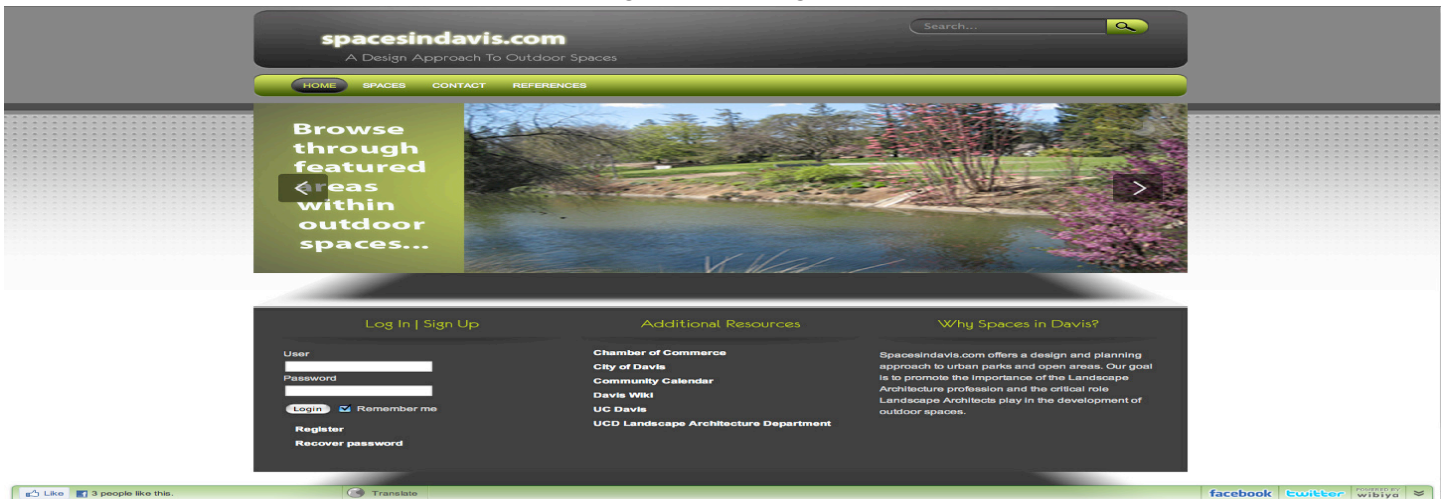 spacesindavis.com
A Design Approach To Outdoor Spaces
Search...
HOME SPACES CONTACT REFERENCES
Browse
through
featured
areas
within
outdoor
spaces...
Log In | Sign Up
User
Password
Login Remember me
Register
Recover password
Additional Resources
Chamber of Commerce
City of Davis
Community Calendar
Davis Wiki
UC Davis
UCD Landscape Architecture Department
Why Spaces in Davis?
Spacesindavis.com offers a design and planning
approach to urban parks and open areas. Our goal
is to promote the importance of the Landscape
Architecture profession and the critical role
Landscape Architects play in the development of
outdoor spaces.
Like 3 people like this. Translate facebook twitter POWERED BY
wibiya